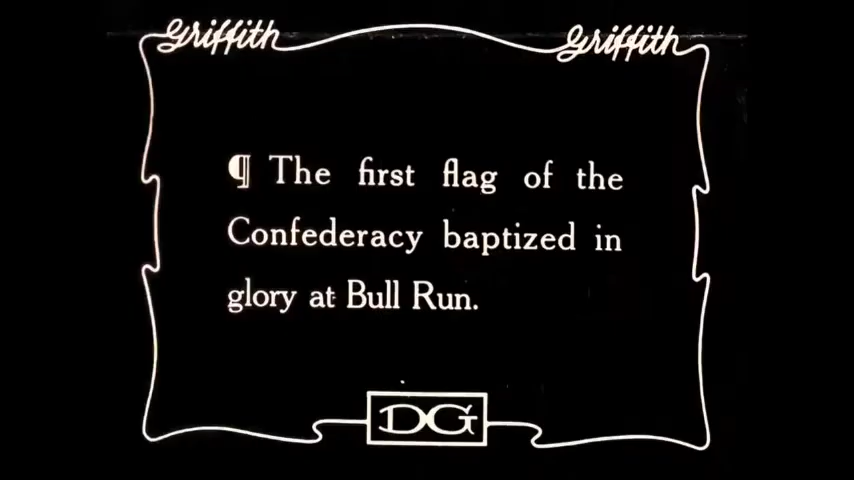 Griffith Griffith
¶ The first flag of the
Confederacy baptized in
glory at Bull Run.
DG